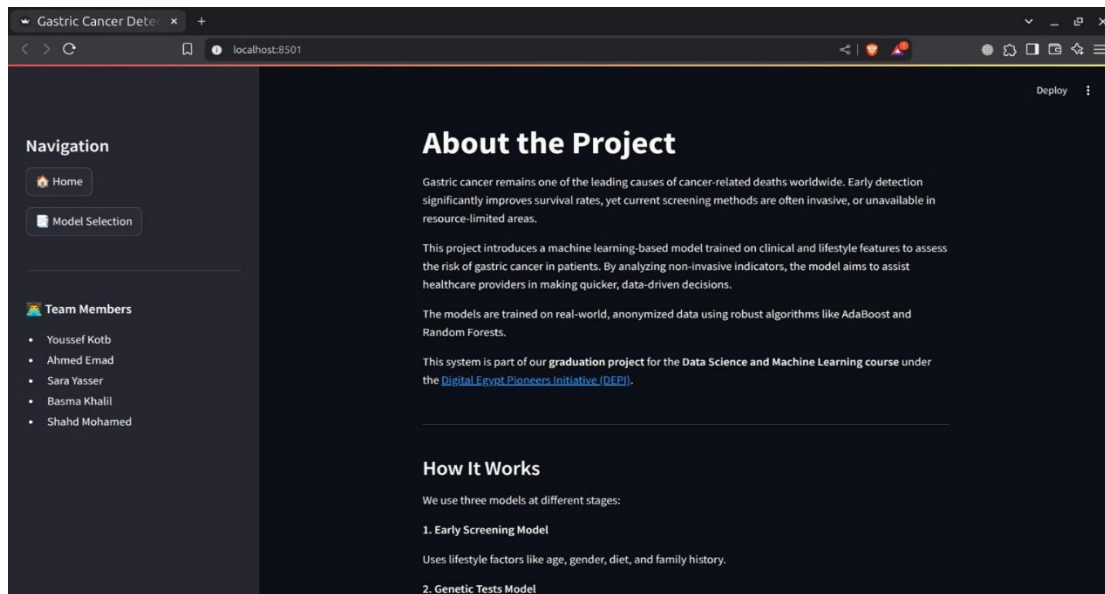 Gastric Cancer Detec
localhost:8501
Deploy
Navigation
🏠 Home
📑 Model Selection
👨‍💻 Team Members
• Youssef Kotb
• Ahmed Emad
• Sara Yasser
• Basma Khalil
• Shahd Mohamed
About the Project
Gastric cancer remains one of the leading causes of cancer-related deaths worldwide. Early detection
significantly improves survival rates, yet current screening methods are often invasive, or unavailable in
resource-limited areas.
This project introduces a machine learning-based model trained on clinical and lifestyle features to assess
the risk of gastric cancer in patients. By analyzing non-invasive indicators, the model aims to assist
healthcare providers in making quicker, data-driven decisions.
The models are trained on real-world, anonymized data using robust algorithms like AdaBoost and
Random Forests.
This system is part of our graduation project for the Data Science and Machine Learning course under
the Digital Egypt Pioneers Initiative (DEPI).
How It Works
We use three models at different stages:
1. Early Screening Model
Uses lifestyle factors like age, gender, diet, and family history.
2. Genetic Tests Model